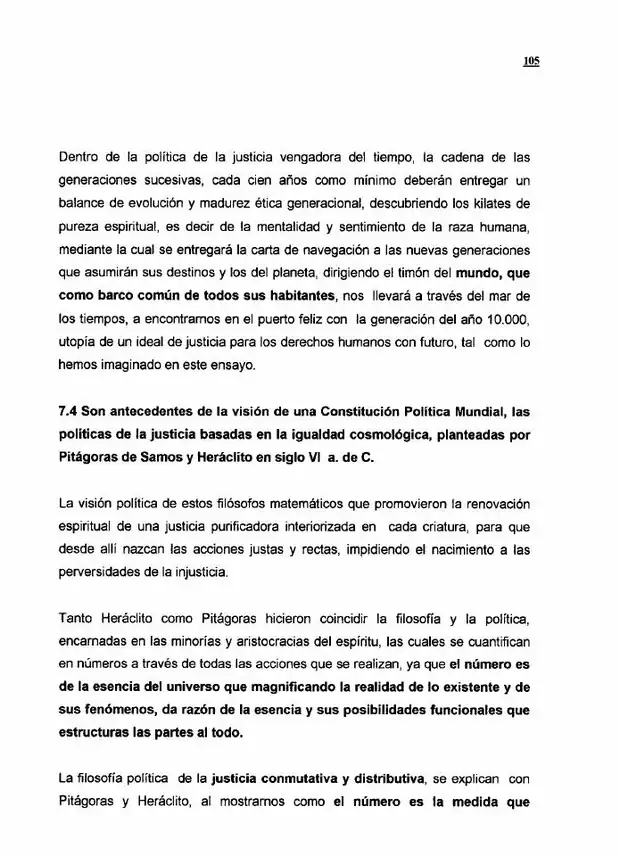 105
Dentro de la política de la justicia vengadora del tiempo, la cadena de las
generaciones sucesivas, cada cien años como mínimo deberán entregar un
balance de evolución y madurez ética generacional, descubriendo los kilates de
pureza espiritual, es decir de la mentalidad y sentimiento de la raza humana,
mediante la cual se entregará la carta de navegación a las nuevas generaciones
que asumirán sus destinos y los del planeta, dirigiendo el timón del mundo, que
como barco común de todos sus habitantes, nos llevará a través del mar de
los tiempos, a encontrarnos en el puerto feliz con la generación del año 10.000,
utopía de un ideal de justicia para los derechos humanos con futuro, tal como lo
hemos imaginado en este ensayo.
7.4 Son antecedentes de la visión de una Constitución Política Mundial, las
políticas de la justicia basadas en la igualdad cosmológica, planteadas por
Pitágoras de Samos y Heráclito en siglo VI a. de C.
La visión política de estos filósofos matemáticos que promovieron la renovación
espiritual de una justicia purificadora interiorizada en cada criatura, para que
desde allí nazcan las acciones justas y rectas, impidiendo el nacimiento a las
perversidades de la injusticia.
Tanto Heráclito como Pitágoras hicieron coincidir la filosofía y la política,
encarnadas en las minorías y aristocracias del espíritu, las cuales se cuantifican
en números a través de todas las acciones que se realizan, ya que el número es
de la esencia del universo que magnificando la realidad de lo existente y de
sus fenómenos, da razón de la esencia y sus posibilidades funcionales que
estructuras las partes al todo.
La filosofía política de la justicia conmutativa y distributiva, se explican con
Pitágoras y Heráclito, al mostrarnos como el número es la medida que